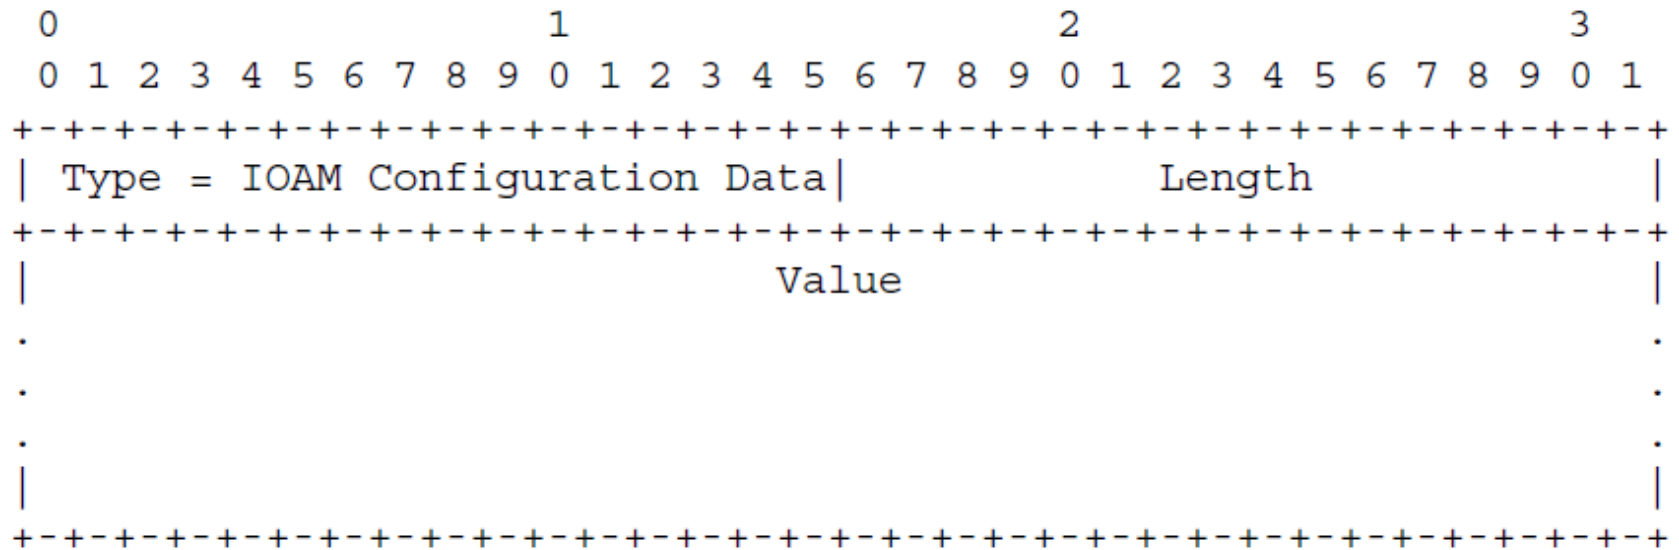 0                   1                   2                   3
 0 1 2 3 4 5 6 7 8 9 0 1 2 3 4 5 6 7 8 9 0 1 2 3 4 5 6 7 8 9 0 1
+-+-+-+-+-+-+-+-+-+-+-+-+-+-+-+-+-+-+-+-+-+-+-+-+-+-+-+-+-+-+-+-+
| Type = IOAM Configuration Data|            Length             |
+-+-+-+-+-+-+-+-+-+-+-+-+-+-+-+-+-+-+-+-+-+-+-+-+-+-+-+-+-+-+-+-+
|                             Value                             |
.                                                               .
.                                                               .
.                                                               .
|                                                               |
+-+-+-+-+-+-+-+-+-+-+-+-+-+-+-+-+-+-+-+-+-+-+-+-+-+-+-+-+-+-+-+-+